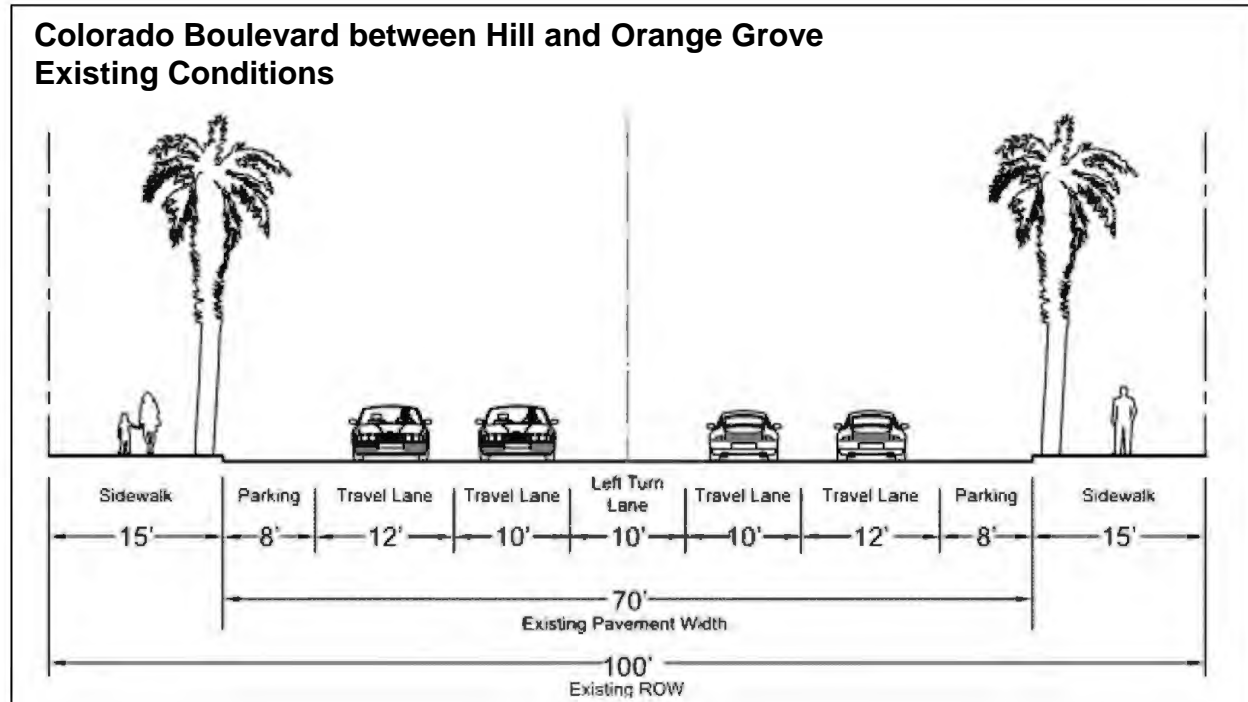 Colorado Boulevard between Hill and Orange Grove
Existing Conditions
Sidewalk
Parking
Travel Lane
Travel Lane
Left Turn
Lane
Travel Lane
Travel Lane
Parking
Sidewalk
15'
8'
12'
10'
10'
10'
12'
8'
15'
70'
Existing Pavement Width
100'
Existing ROW